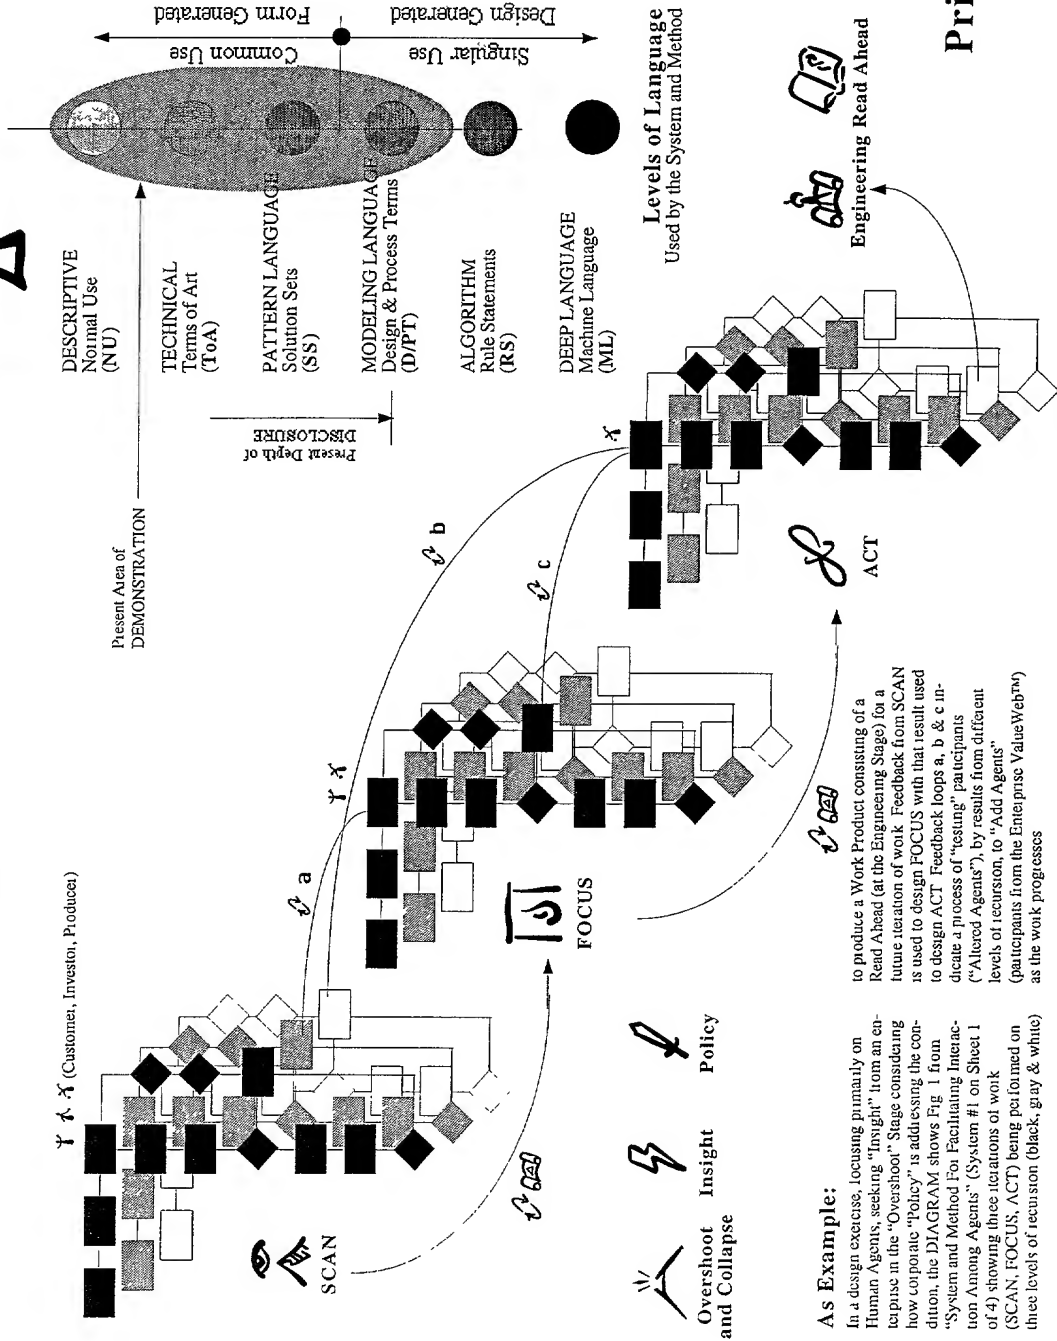 Form Generated
Design Generated
Common Use
Singular Use
DESCRIPTIVE
Normal Use
(NU)
TECHNICAL
Terms of Art
(ToA)
PATTERN LANGUAGE
Solution Sets
(SS)
MODELING LANGUAGE
Design & Process Terms
(D/PT)
ALGORITHM
Rule Statements
(RS)
DEEP LANGUAGE
Machine Language
(ML)
Present Depth of
DISCLOSURE
Present Area of
DEMONSTRATION
Levels of Language
Used by the System and Method
Engineering Read Ahead
Pri
(Customer, Investor, Producer)
a
b
c
SCAN
FOCUS
ACT
Overshoot
and Collapse
Insight
Policy
As Example:
In a design exercise, focusing primarily on
Human Agents, seeking "Insight" from an en-
terprise in the "Overshoot" Stage considering
how corporate "Policy" is addressing the con-
dition, the DIAGRAM shows Fig 1 from
"System and Method For Facilitating Interac-
tion Among Agents" (System #1 on Sheet 1
of 4) showing three iterations of work
(SCAN, FOCUS, ACT) being performed on
three levels of recursion (black, gray & white)
to produce a Work Product consisting of a
Read Ahead (at the Engineering Stage) for a
future iteration of work Feedback from SCAN
is used to design FOCUS with that result used
to design ACT Feedback loops a, b & c in-
dicate a process of "testing" participants
("Altered Agents"), by results from different
levels of recursion, to "Add Agents"
(participants from the Enterprise ValueWeb™)
as the work progresses